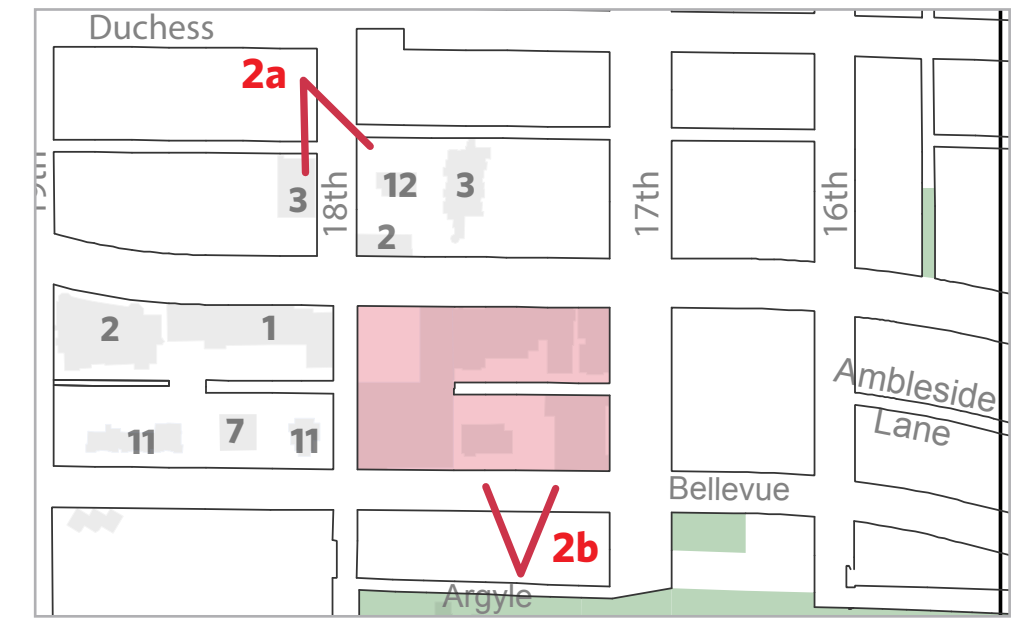 Duchess
2a
19th
3
18th
12
3
2
17th
16th
2
1
11
7
11
Ambleside
Lane
Bellevue
2b
Argyle